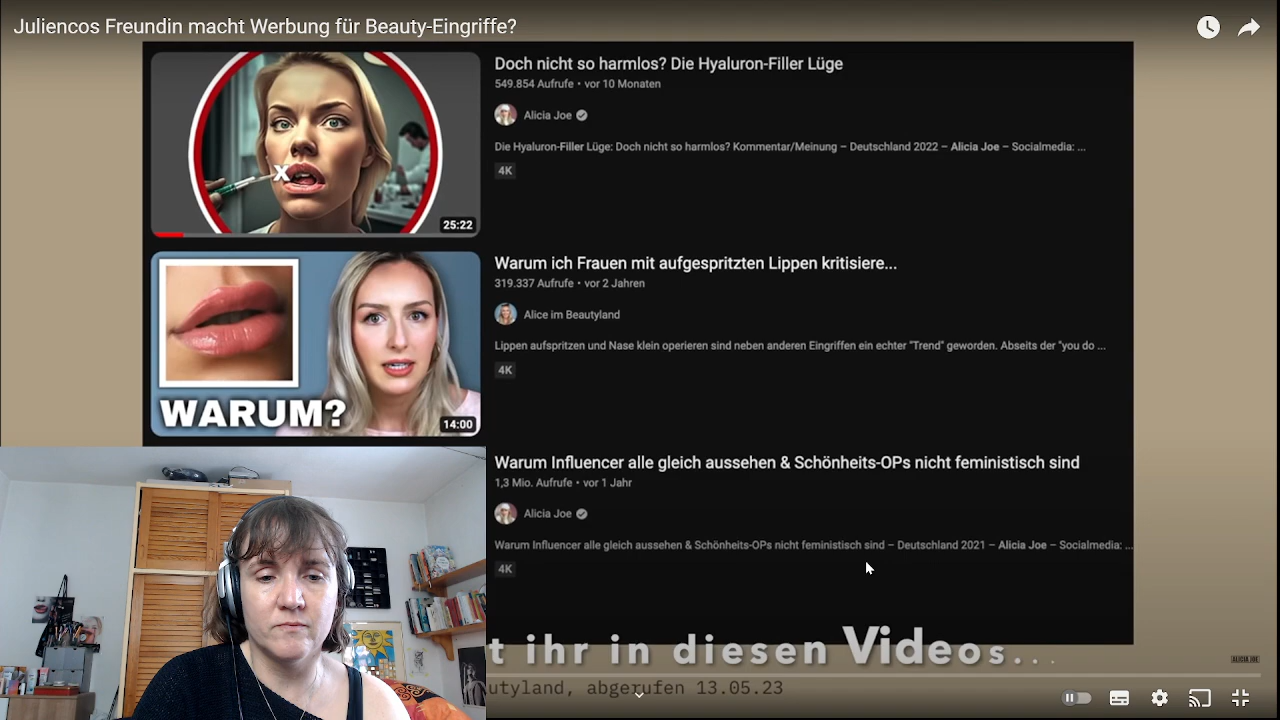 Juliencos Freundin macht Werbung für Beauty-Eingriffe?
Doch nicht so harmlos? Die Hyaluron-Filler Lüge
549.854 Aufrufe • vor 10 Monaten
Alicia Joe
Die Hyaluron-Filler Lüge: Doch nicht so harmlos? Kommentar/Meinung – Deutschland 2022 – Alicia Joe – Socialmedia: ...
4K
X
25:22
Warum ich Frauen mit aufgespritzten Lippen kritisiere...
319.337 Aufrufe • vor 2 Jahren
Alice im Beautyland
Lippen aufspritzen und Nase klein operieren sind neben anderen Eingriffen ein echter "Trend" geworden. Abseits der "you do ...
4K
WARUM?
14:00
Warum Influencer alle gleich aussehen & Schönheits-OPs nicht feministisch sind
1,3 Mio. Aufrufe • vor 1 Jahr
Alicia Joe
Warum Influencer alle gleich aussehen & Schönheits-OPs nicht feministisch sind – Deutschland 2021 – Alicia Joe – Socialmedia: ...
4K
t ihr in diesen Videos...
ALICIA JOE
utyland, abgerufen 13.05.23